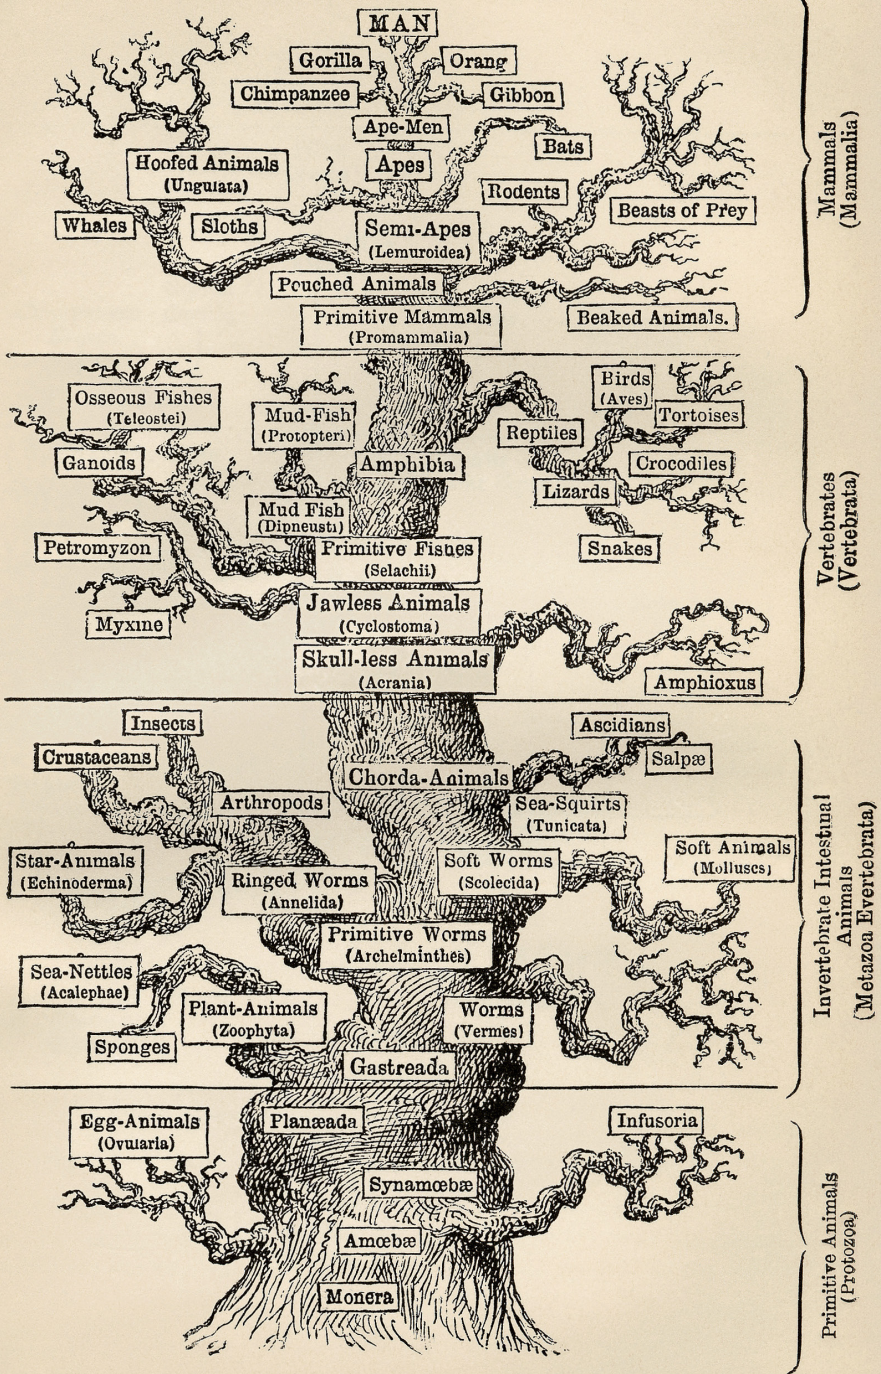 MAN
Gorilla
Orang
Chimpanzee
Gibbon
Ape-Men
Bats
Hoofed Animals
(Ungulata)
Apes
Rodents
Beasts of Prey
Whales
Sloths
Semi-Apes
(Lemuroidea)
Pouched Animals
Primitive Mammals
(Promammalia)
Beaked Animals.
Mammals
(Mammalia)
Osseous Fishes
(Teleostei)
Mud-Fish
(Protopteri)
Birds
(Aves)
Tortoises
Reptiles
Ganoids
Amphibia
Crocodiles
Lizards
Mud Fish
(Dipneusti)
Petromyzon
Primitive Fishes
(Selachii)
Snakes
Jawless Animals
(Cyclostoma)
Myxine
Skull-less Animals
(Acrania)
Amphioxus
Vertebrates
(Vertebrata)
Insects
Ascidians
Crustaceans
Salpæ
Chorda-Animals
Arthropods
Sea-Squirts
(Tunicata)
Star-Animals
(Echinoderma)
Ringed Worms
(Annelida)
Soft Worms
(Scolecida)
Soft Animals
(Molluscs)
Primitive Worms
(Archelminthes)
Sea-Nettles
(Acalephae)
Plant-Animals
(Zoophyta)
Worms
(Vermes)
Sponges
Gastreada
Invertebrate Intestinal
Animals
(Metazoa Evertebrata)
Egg-Animals
(Ovularia)
Planæada
Infusoria
Synamœbæ
Amœbæ
Monera
Primitive Animals
(Protozoa)